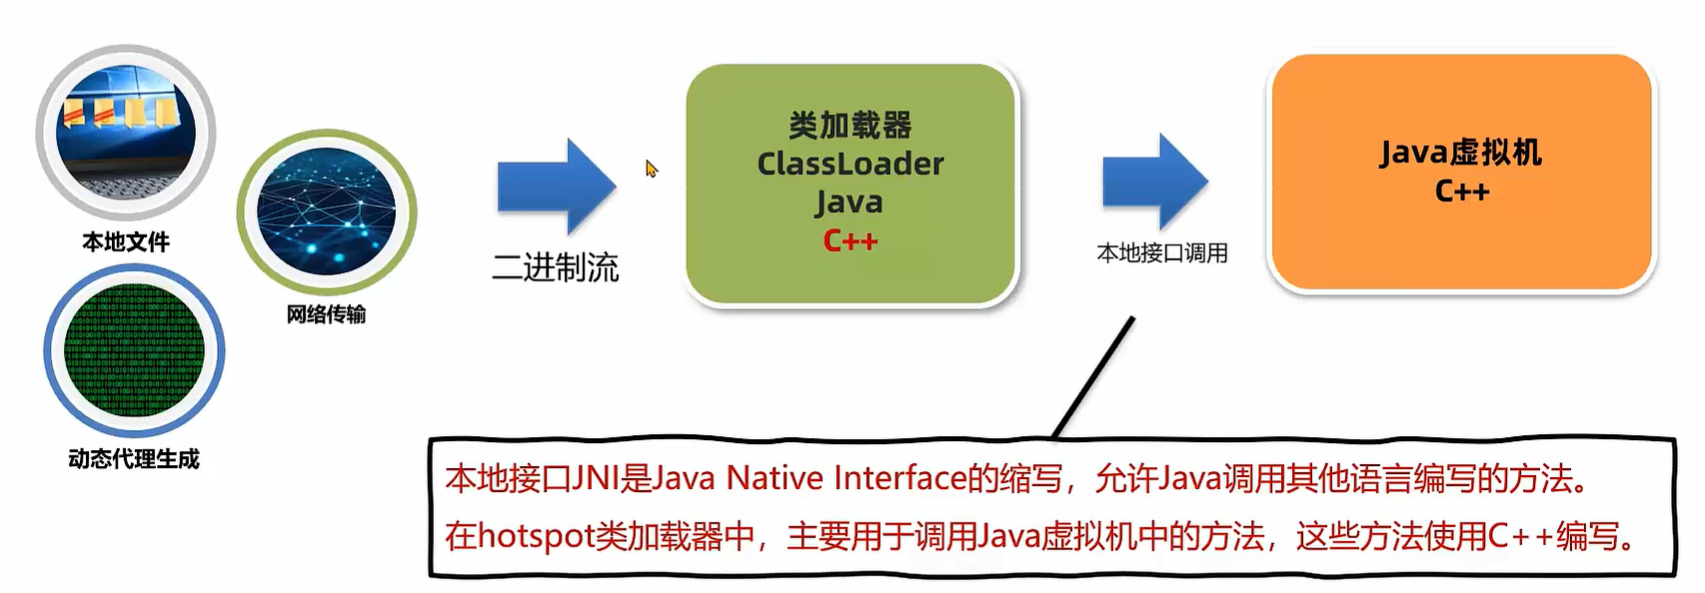 本地文件
网络传输
动态代理生成
二进制流
类加载器
ClassLoader
Java
C++
本地接口调用
Java虚拟机
C++
本地接口JNI是Java Native Interface的缩写，允许Java调用其他语言编写的方法。
在hotspot类加载器中，主要用于调用Java虚拟机中的方法，这些方法使用C++编写。